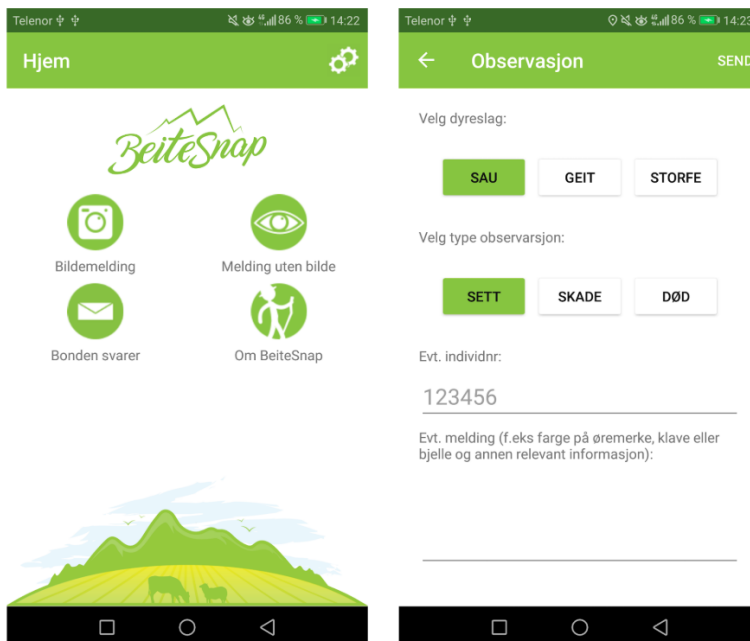 Telenor 86 % 14:22
Hjem
BeiteSnap
Bildemelding
Melding uten bilde
Bonden svarer
Om BeiteSnap
Telenor 86 % 14:23
Observasjon
SEND
Velg dyreslag:
SAU GEIT STORFE
Velg type observarsjon:
SETT SKADE DØD
Evt. individnr:
123456
Evt. melding (f.eks farge på øremerke, klave eller
bjelle og annen relevant informasjon):